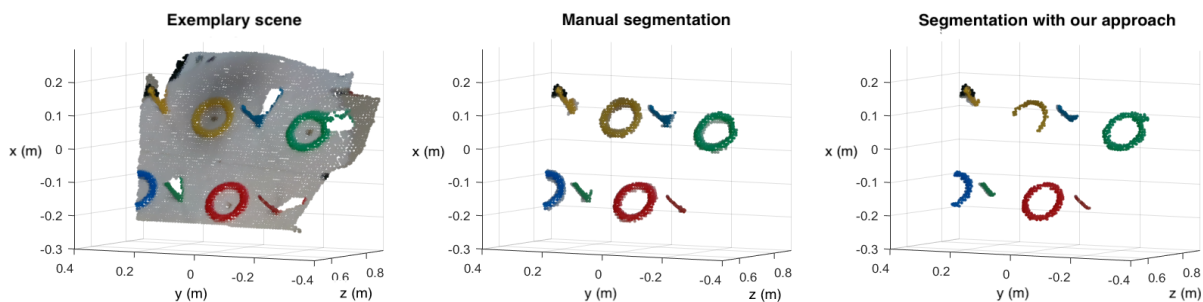 Exemplary scene
0.2
0.1
x (m) 0
-0.1
-0.2
-0.3
0.4 0.2 0 -0.2 -0.4 0.6 0.8
y (m) z (m)
Manual segmentation
0.2
0.1
x (m) 0
-0.1
-0.2
-0.3
0.4 0.2 0 -0.2 -0.4 0.6 0.8
y (m) z (m)
Segmentation with our approach
0.2
0.1
x (m) 0
-0.1
-0.2
-0.3
0.4 0.2 0 -0.2 -0.4 0.6 0.8
y (m) z (m)